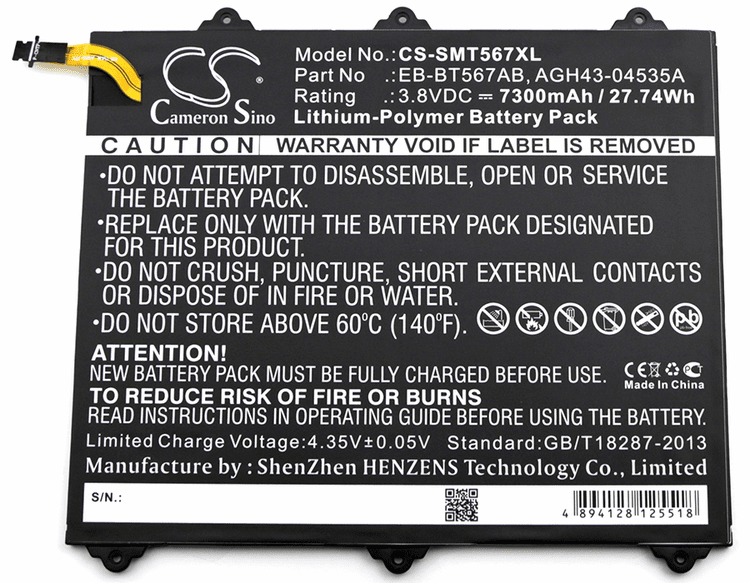 Cameron Sino
Model No.:CS-SMT567XL
Part No :EB-BT567AB, AGH43-04535A
Rating :3.8VDC ⎓ 7300mAh / 27.74Wh
Lithium-Polymer Battery Pack
CAUTION WARRANTY VOID IF LABEL IS REMOVED
•DO NOT ATTEMPT TO DISASSEMBLE, OPEN OR SERVICE
THE BATTERY PACK.
•REPLACE ONLY WITH THE BATTERY PACK DESIGNATED
FOR THIS PRODUCT.
•DO NOT CRUSH, PUNCTURE, SHORT EXTERNAL CONTACTS
OR DISPOSE OF IN FIRE OR WATER.
•DO NOT STORE ABOVE 60°C (140°F).
Pb
ATTENTION!
NEW BATTERY PACK MUST BE FULLY CHARGED BEFORE INITIAL USE.
CE
Made In China
TO REDUCE RISK OF FIRE OR BURNS
READ INSTRUCTIONS IN OPERATING GUIDE BEFORE USING THE BATTERY.
Limited Charge Voltage:4.35V±0.05V Standard:GB/T18287-2013
Manufacture by : ShenZhen HENZENS Technology Co., Limited.
S/N.:
4 894128 125518